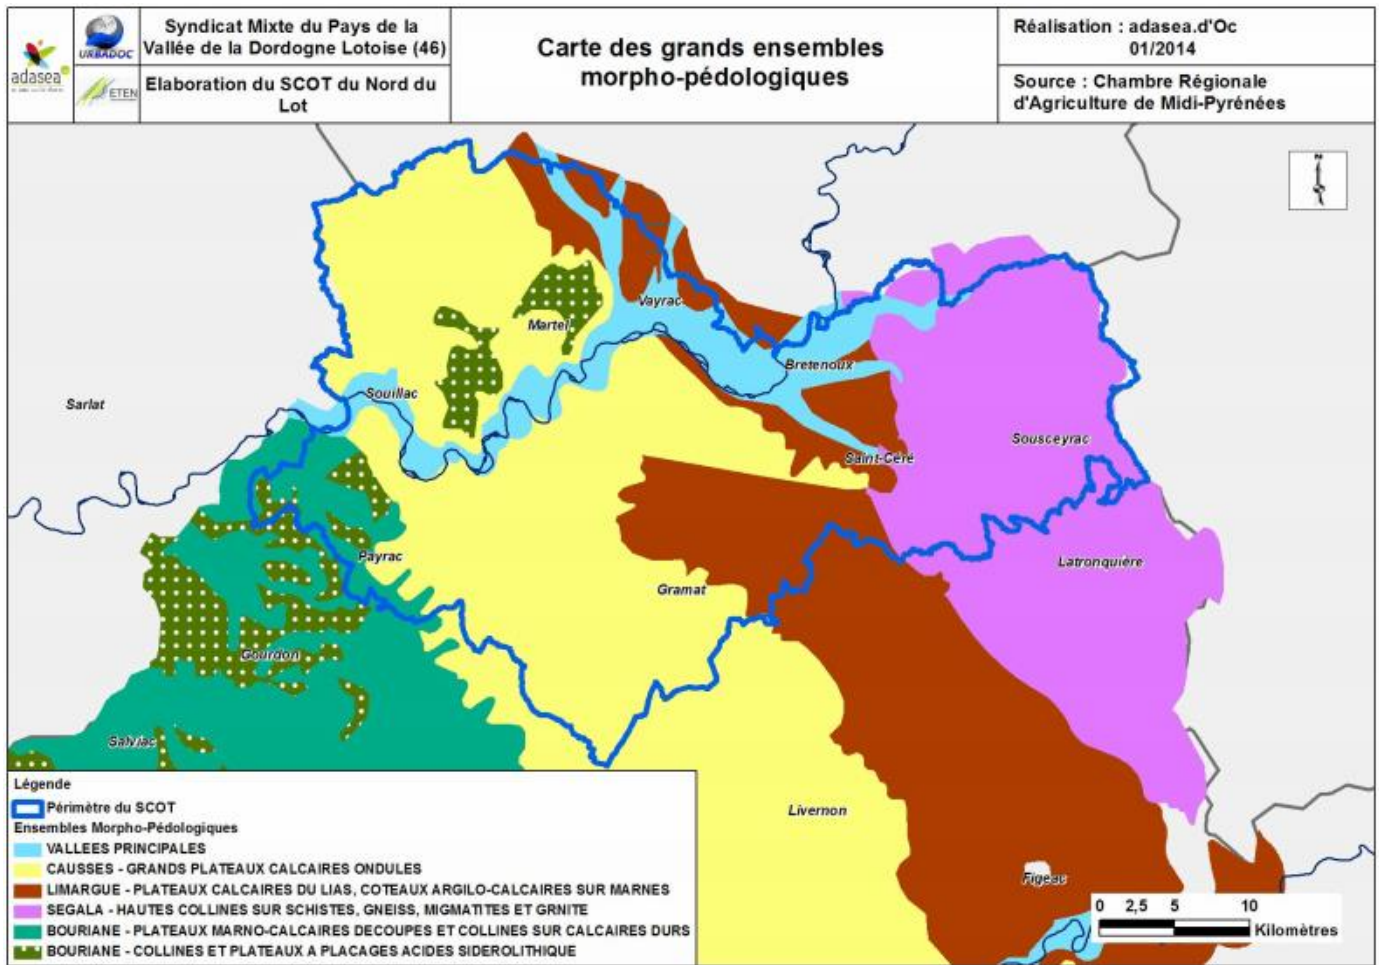 adasea
URBADOC
ETEN
Syndicat Mixte du Pays de la
Vallée de la Dordogne Lotoise (46)
Elaboration du SCOT du Nord du
Lot
Carte des grands ensembles
morpho-pédologiques
Réalisation : adasea.d'Oc
01/2014
Source : Chambre Régionale
d'Agriculture de Midi-Pyrénées
N
Vayrac
Martel
Bretenoux
Souillac
Sarlat
Sousceyrac
Saint-Céré
Payrac
Latronquière
Gramat
Gourdon
Salviac
Livernon
Figeac
Légende
Périmètre du SCOT
Ensembles Morpho-Pédologiques
VALLEES PRINCIPALES
CAUSSES - GRANDS PLATEAUX CALCAIRES ONDULES
LIMARGUE - PLATEAUX CALCAIRES DU LIAS, COTEAUX ARGILO-CALCAIRES SUR MARNES
SEGALA - HAUTES COLLINES SUR SCHISTES, GNEISS, MIGMATITES ET GRNITE
BOURIANE - PLATEAUX MARNO-CALCAIRES DECOUPES ET COLLINES SUR CALCAIRES DURS
BOURIANE - COLLINES ET PLATEAUX A PLACAGES ACIDES SIDEROLITHIQUE
0 2,5 5 10
Kilomètres